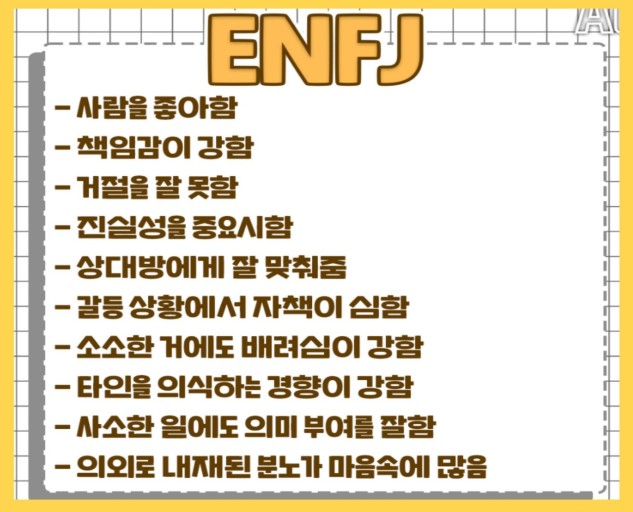 ENFJ
- 사람을 좋아함
- 책임감이 강함
- 거절을 잘 못함
- 진실성을 중요시함
- 상대방에게 잘 맞춰줌
- 갈등 상황에서 자책이 심함
- 소소한 거에도 배려심이 강함
- 타인을 의식하는 경향이 강함
- 사소한 일에도 의미 부여를 잘함
- 의외로 내재된 분노가 마음속에 많음